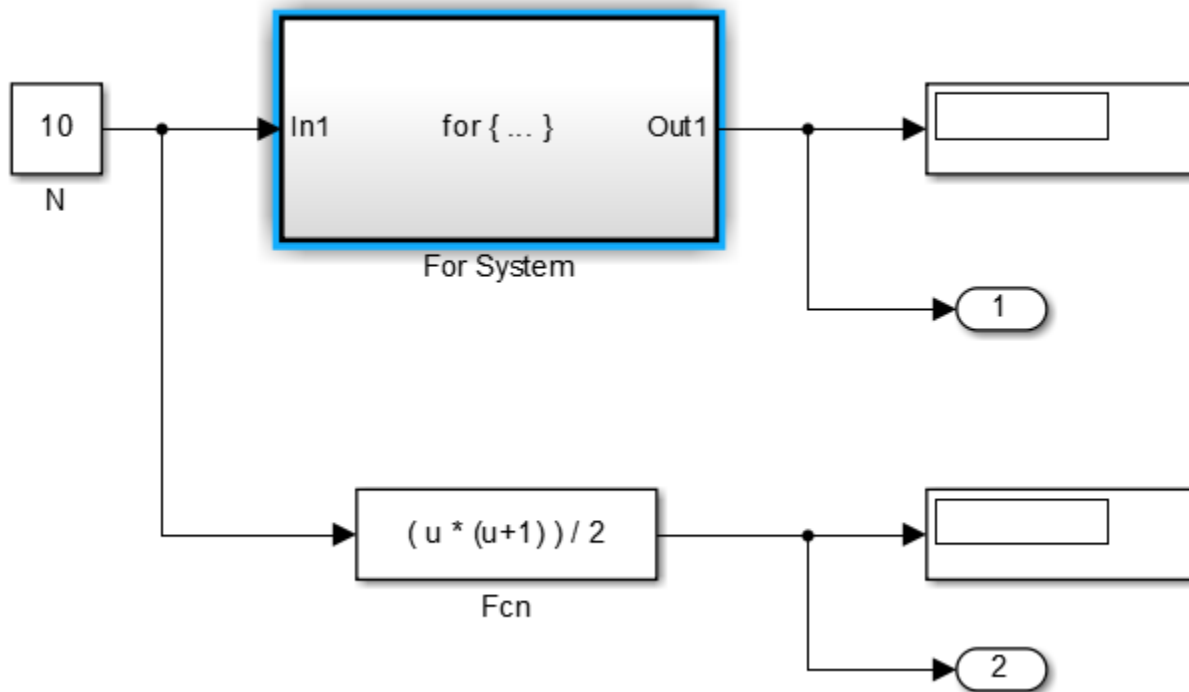 10
N
In1
for { ... }
Out1
For System
1
( u * (u+1) ) / 2
Fcn
2